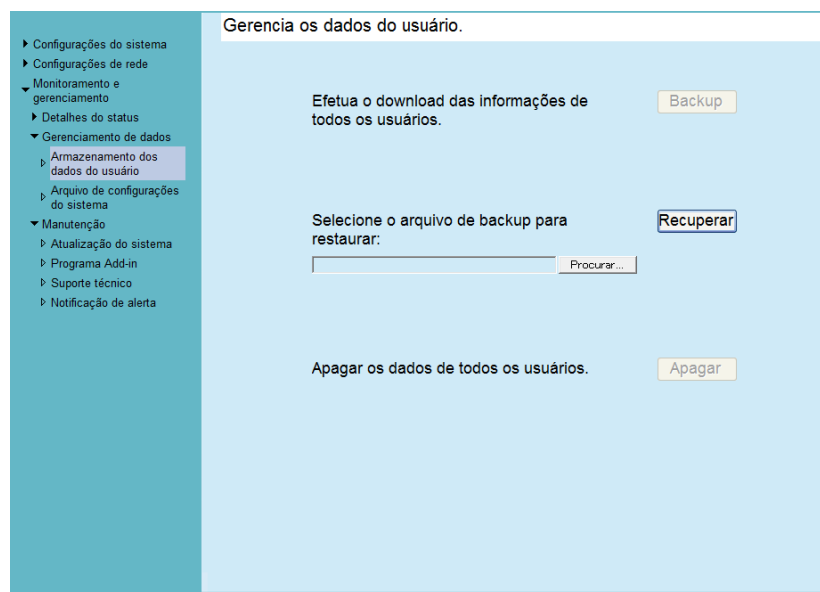 Gerencia os dados do usuário.
Configurações do sistema
Configurações de rede
Monitoramento e
gerenciamento
Detalhes do status
Gerenciamento de dados
Armazenamento dos
dados do usuário
Arquivo de configurações
do sistema
Manutenção
Atualização do sistema
Programa Add-in
Suporte técnico
Notificação de alerta
Efetua o download das informações de
todos os usuários.
Backup
Selecione o arquivo de backup para
restaurar:
Recuperar
Procurar...
Apagar os dados de todos os usuários.
Apagar